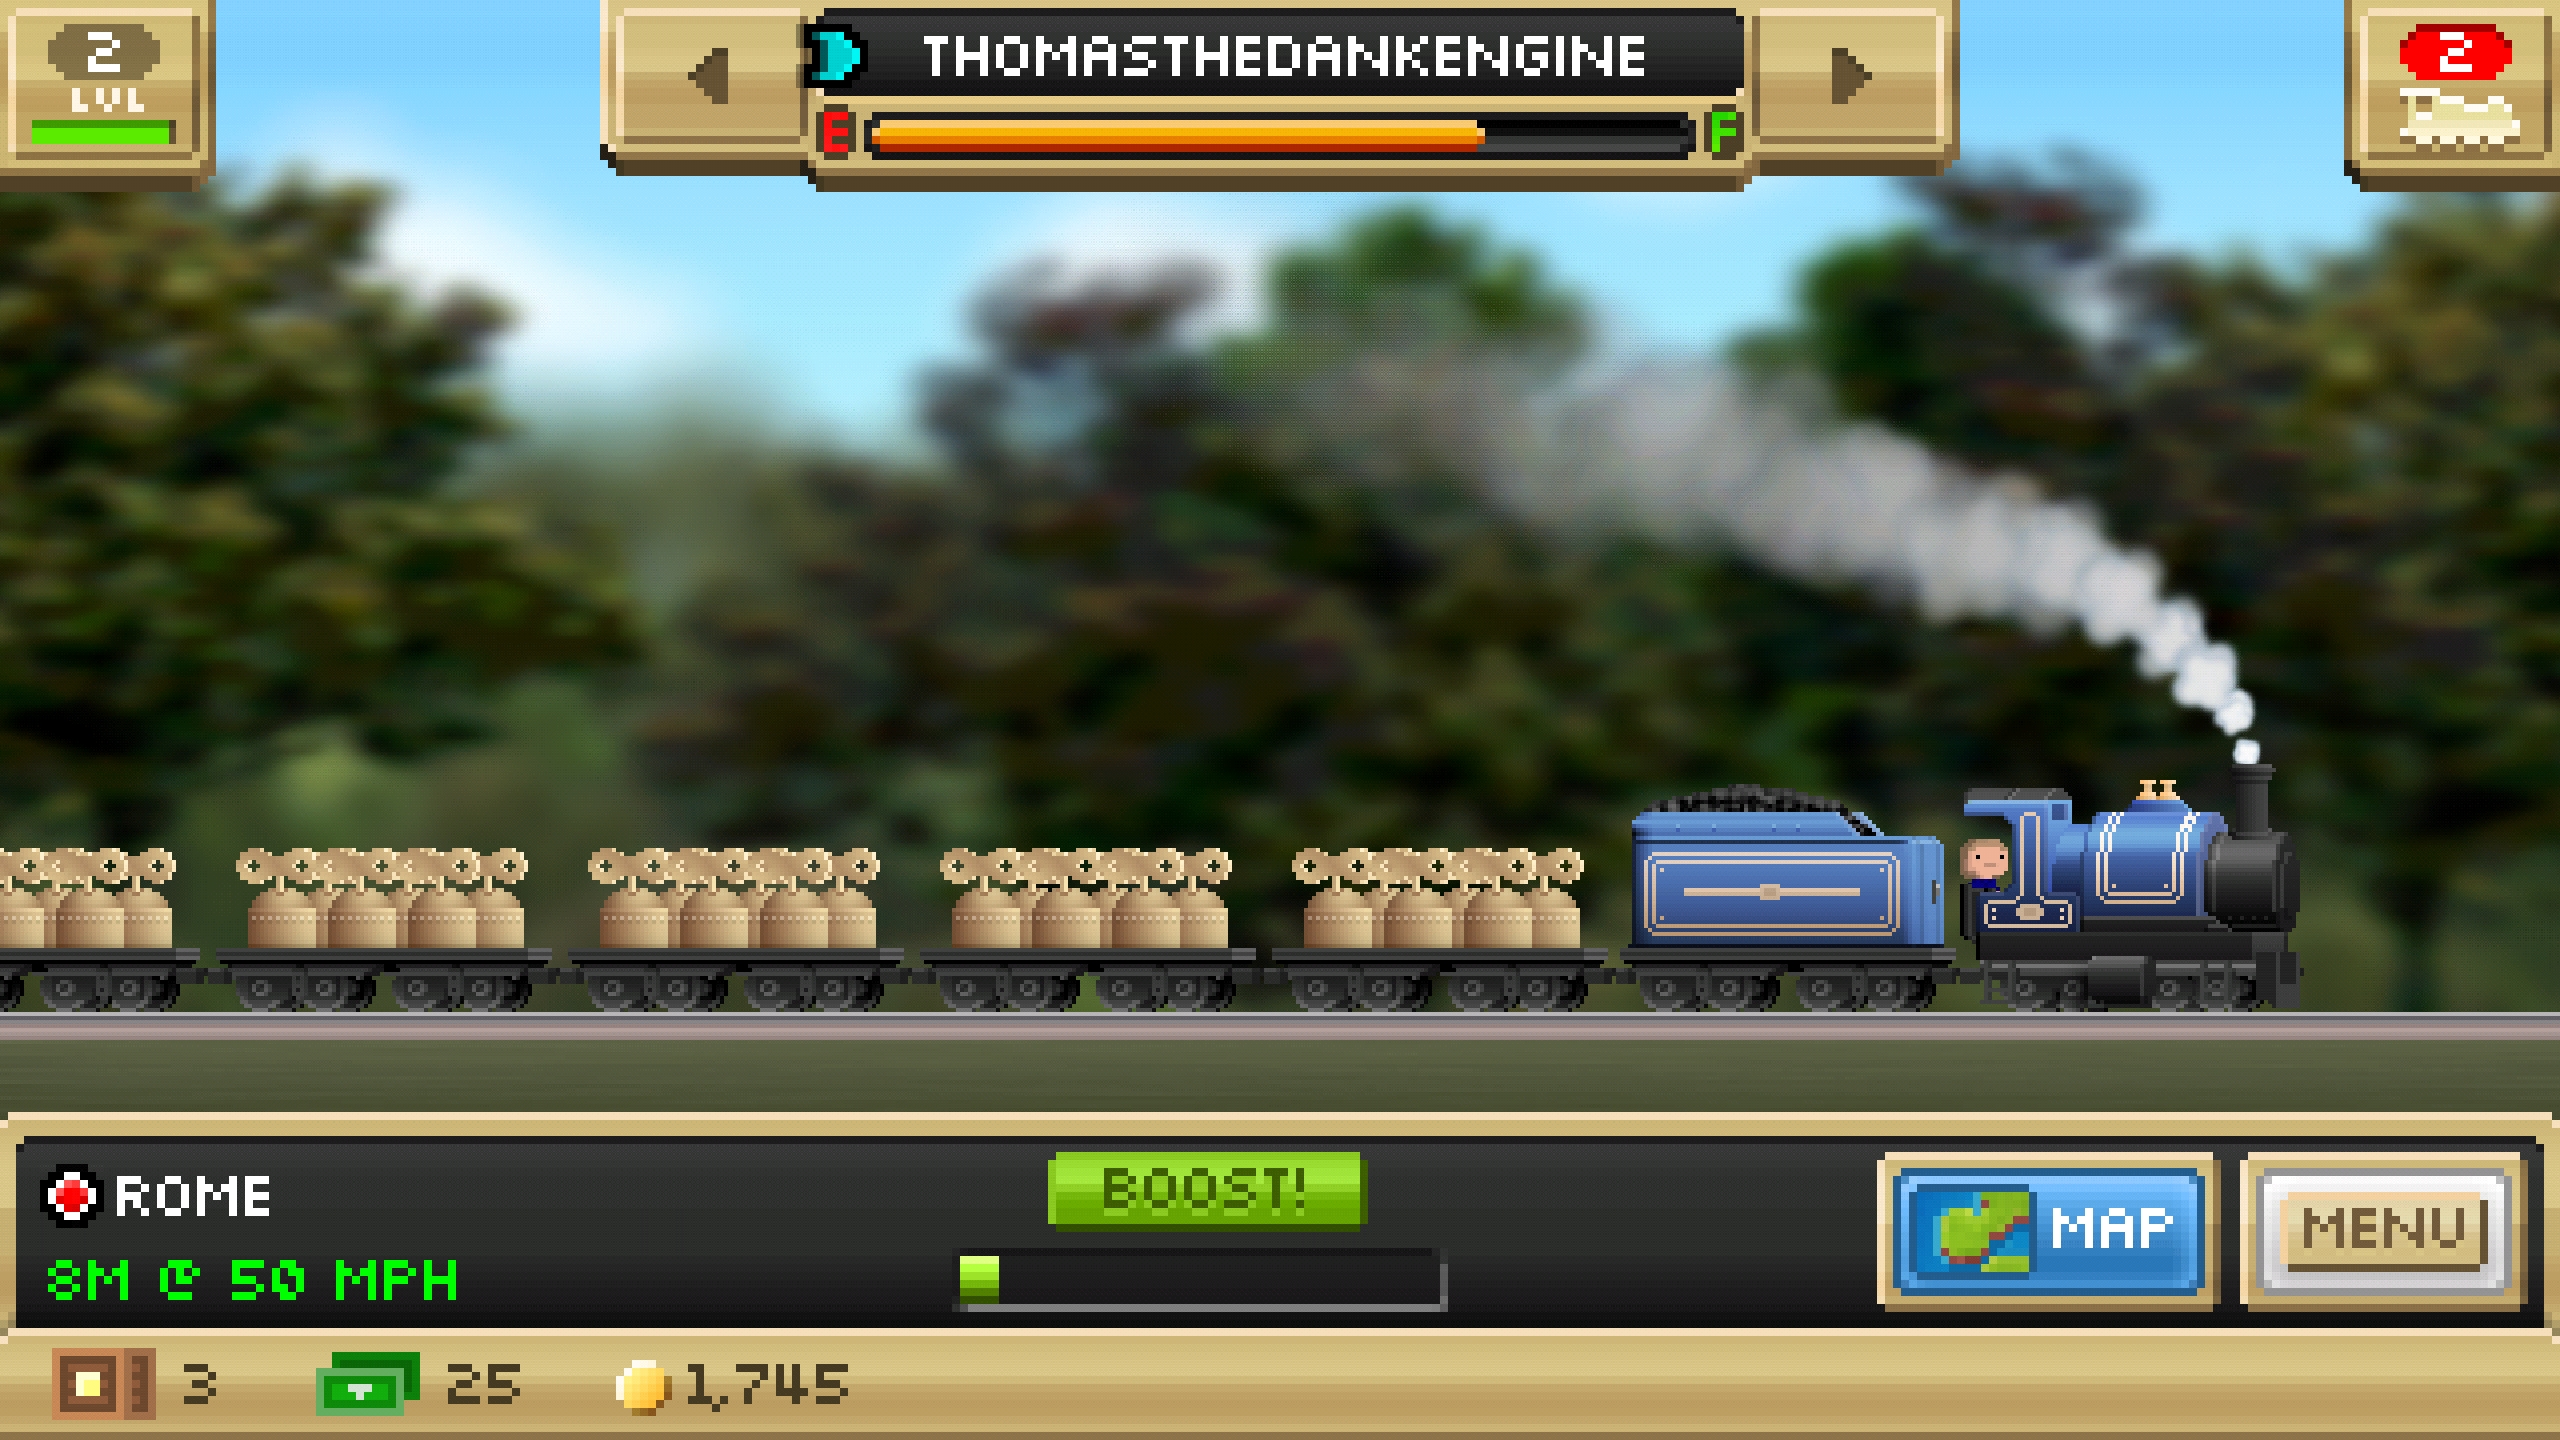 2
LVL
THOMASTHEDANKENGINE
E F
2
ROME
8M @ 50 MPH
BOOST!
MAP
MENU
3 25 1,745